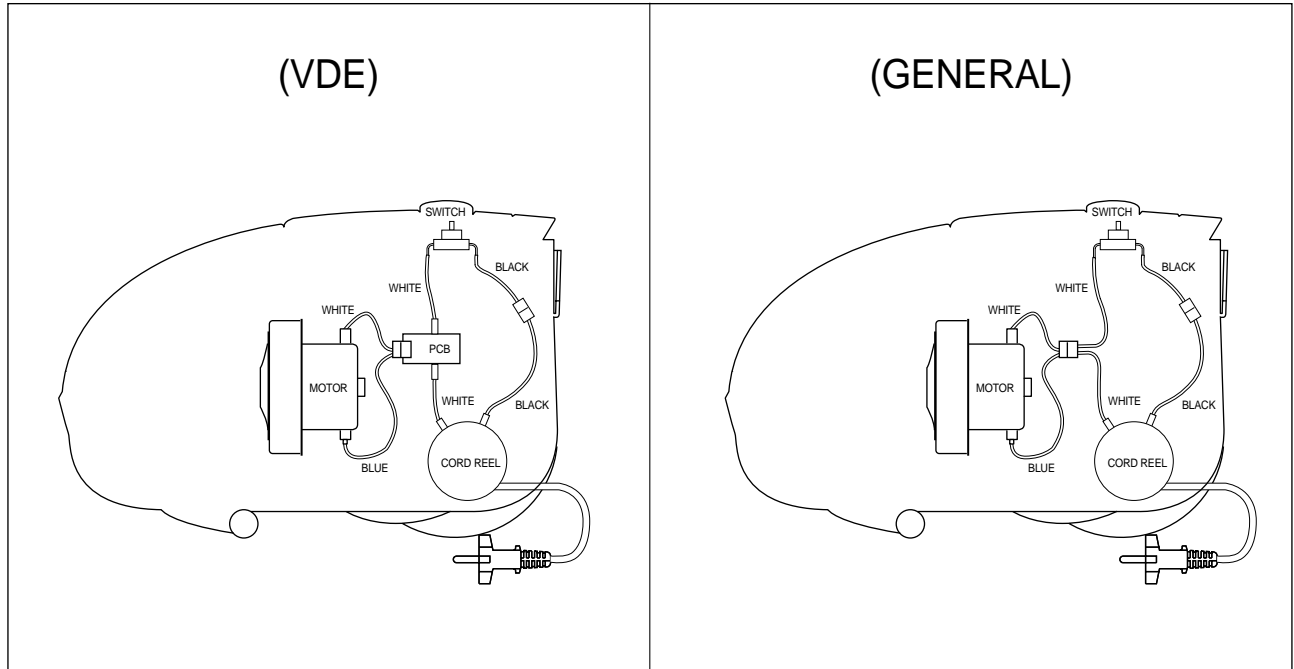 (VDE)
SWITCH
BLACK
WHITE
WHITE
PCB
MOTOR
WHITE
BLACK
BLUE
CORD REEL
(GENERAL)
SWITCH
BLACK
WHITE
WHITE
MOTOR
WHITE
BLACK
BLUE
CORD REEL